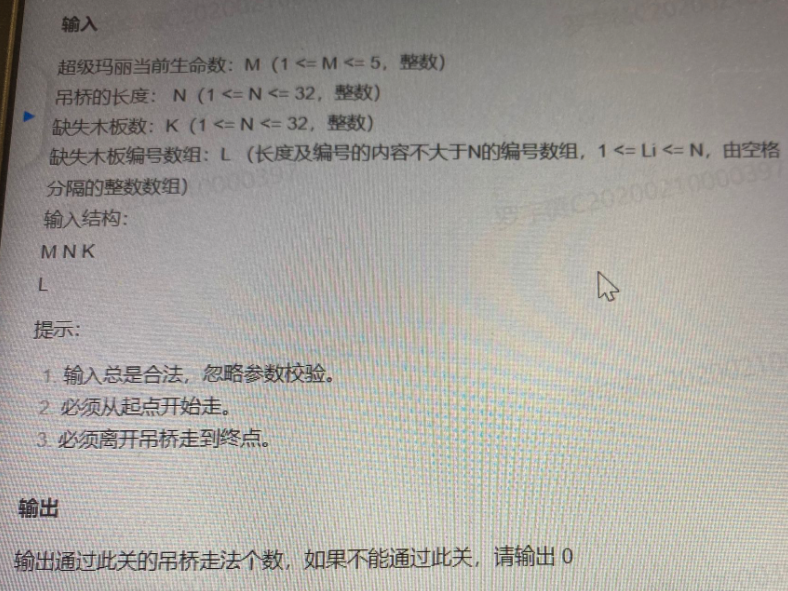 输入
超级玛丽当前生命数：M（1 <= M <= 5，整数）
吊桥的长度： N（1 <= N <= 32，整数）
缺失木板数：K（1 <= N <= 32，整数）
缺失木板编号数组：L （长度及编号的内容不大于N的编号数组，1 <= Li <= N，由空格
分隔的整数数组）
输入结构：
M N K
L
提示：
1. 输入总是合法，忽略参数校验。
2. 必须从起点开始走。
3. 必须离开吊桥走到终点。
输出
输出通过此关的吊桥走法个数，如果不能通过此关，请输出 0